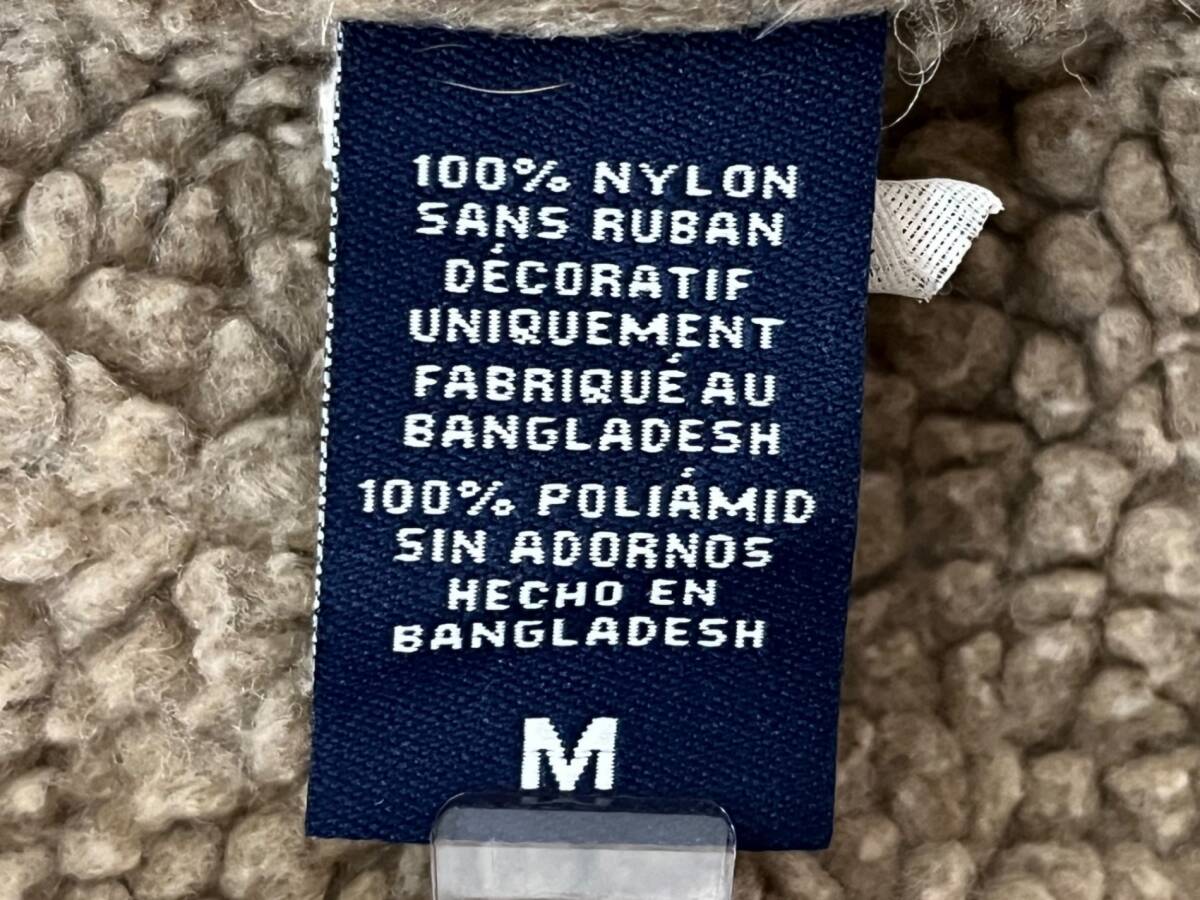 100% NYLON
SANS RUBAN
DÉCORATIF
UNIQUEMENT
FABRIQUÉ AU
BANGLADESH
100% POLIÁMID
SIN ADORNOS
HECHO EN
BANGLADESH
M